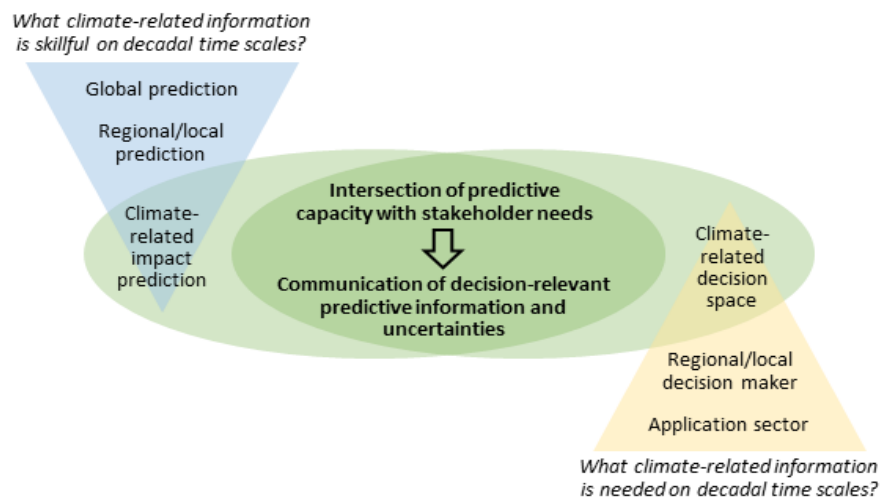 What climate-related information
is skillful on decadal time scales?
Global prediction
Regional/local
prediction
Climate-
related
impact
prediction
Intersection of predictive
capacity with stakeholder needs
Communication of decision-relevant
predictive information and
uncertainties
Climate-
related
decision
space
Regional/local
decision maker
Application sector
What climate-related information
is needed on decadal time scales?